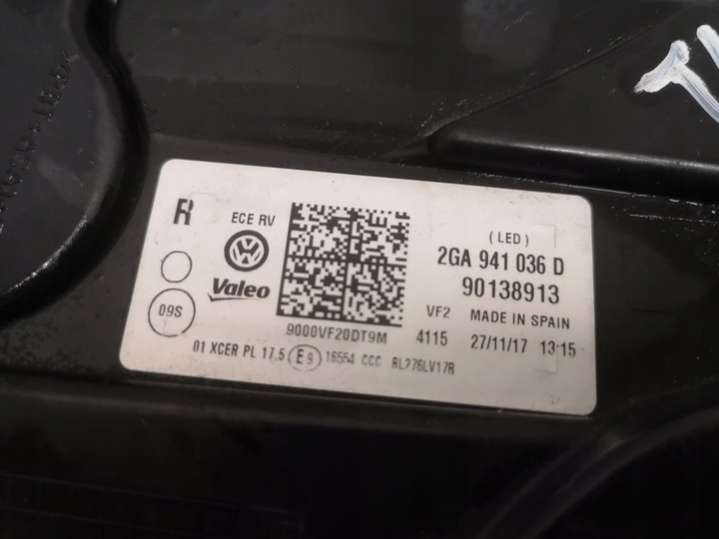 R
ECE RV
(LED)
Valeo
2GA 941 036 D
90138913
09S
9000VF20DT9M
VF2 MADE IN SPAIN
4115 27/11/17 13:15
01 XCER PL 17.5 E9 16554 CCC